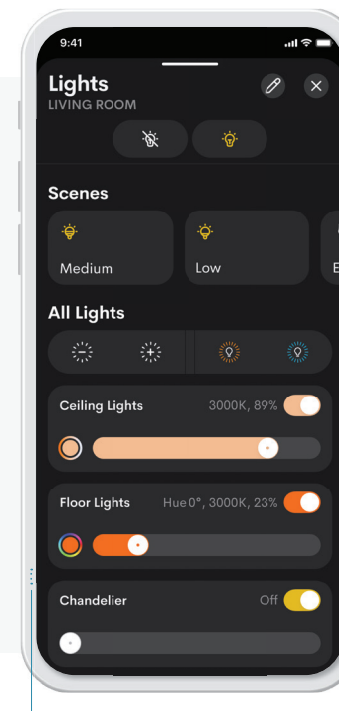 9:41
Lights
LIVING ROOM
Scenes
Medium
Low
E
All Lights
Ceiling Lights 3000K, 89%
Floor Lights Hue 0°, 3000K, 23%
Chandelier Off